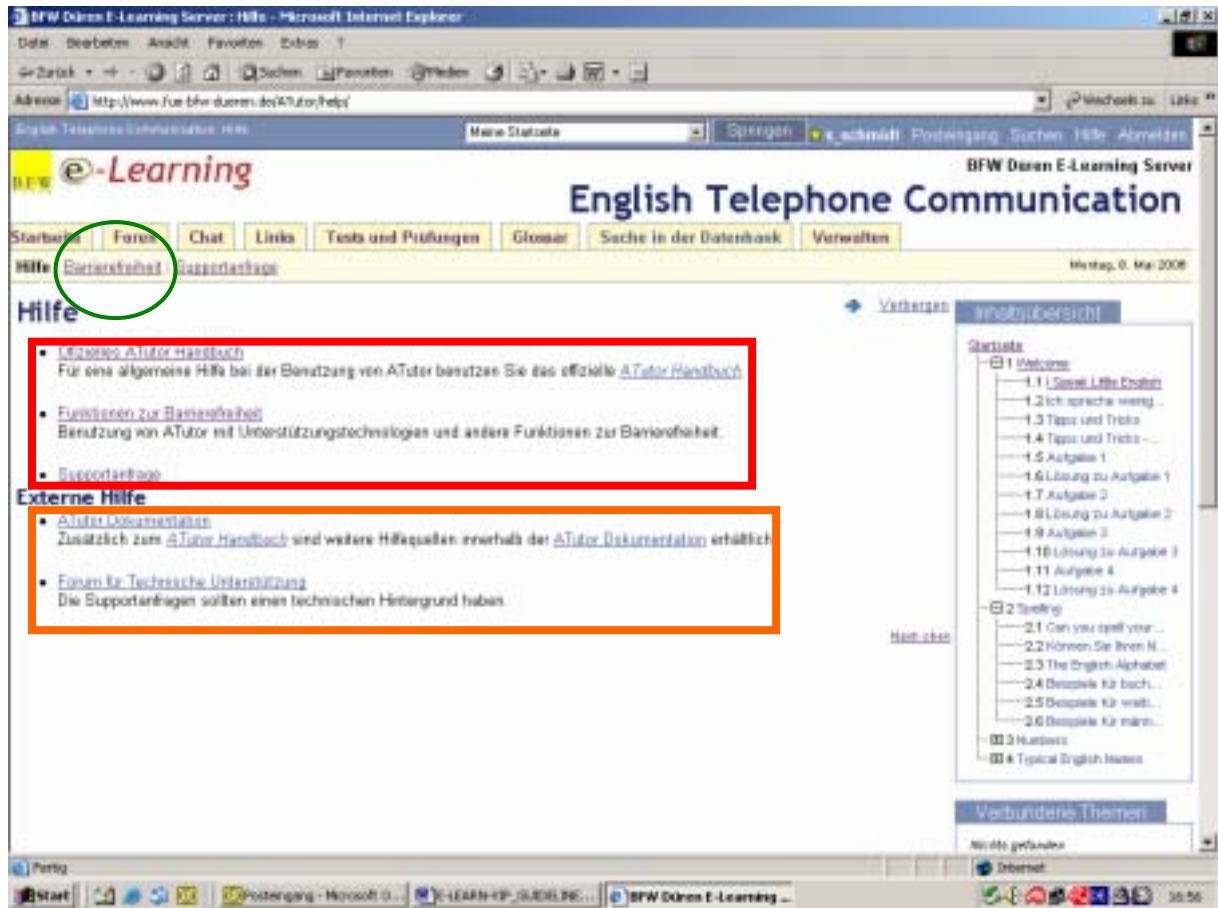 BFW Düren E-Learning Server : Hilfe - Microsoft Internet Explorer
Datei Bearbeiten Ansicht Favoriten Extras ?
Zurück Suchen Favoriten Medien
Adresse http://www.fue-bfw-dueren.de/ATutor/help/ Wechseln zu Links
English Telephone Communication Hilfe Meine Startseite Springen s_schmidt Posteingang Suchen Hilfe Abmelden
BFW e-Learning
BFW Düren E-Learning Server
English Telephone Communication
Startseite Foren Chat Links Tests und Prüfungen Glossar Suche in der Datenbank Verwalten
Hilfe Barrierefreiheit Supportanfrage Montag, 8. Mai 2006
Hilfe
Verbergen
Offizielles ATutor Handbuch
Für eine allgemeine Hilfe bei der Benutzung von ATutor benutzen Sie das offizielle ATutor Handbuch.
Funktionen zur Barrierefreiheit
Benutzung von ATutor mit Unterstützungstechnologien und andere Funktionen zur Barrierefreiheit.
Supportanfrage
Externe Hilfe
ATutor Dokumentation
Zusätzlich zum ATutor Handbuch sind weitere Hilfequellen innerhalb der ATutor Dokumentation erhältlich
Forum für Technische Unterstützung
Die Supportanfragen sollten einen technischen Hintergrund haben.
Nach oben
Inhaltsübersicht
Startseite
1 Welcome
1.1 I Speak Little English
1.2 Ich spreche wenig ...
1.3 Tipps und Tricks
1.4 Tipps und Tricks - ...
1.5 Aufgabe 1
1.6 Lösung zu Aufgabe 1
1.7 Aufgabe 2
1.8 Lösung zu Aufgabe 2
1.9 Aufgabe 3
1.10 Lösung zu Aufgabe 3
1.11 Aufgabe 4
1.12 Lösung zu Aufgabe 4
2 Spelling
2.1 Can you spell your ...
2.2 Können Sie Ihren N...
2.3 The English Alphabet
2.4 Beispiele für buch...
2.5 Beispiele für weib...
2.6 Beispiele für männ...
3 Numbers
4 Typical English Names
Verbundene Themen
Nichts gefunden
Fertig Internet
Start Posteingang - Microsoft O... E-LEARN-VIP_GUIDELINE... BFW Düren E-Learning ... 16:56